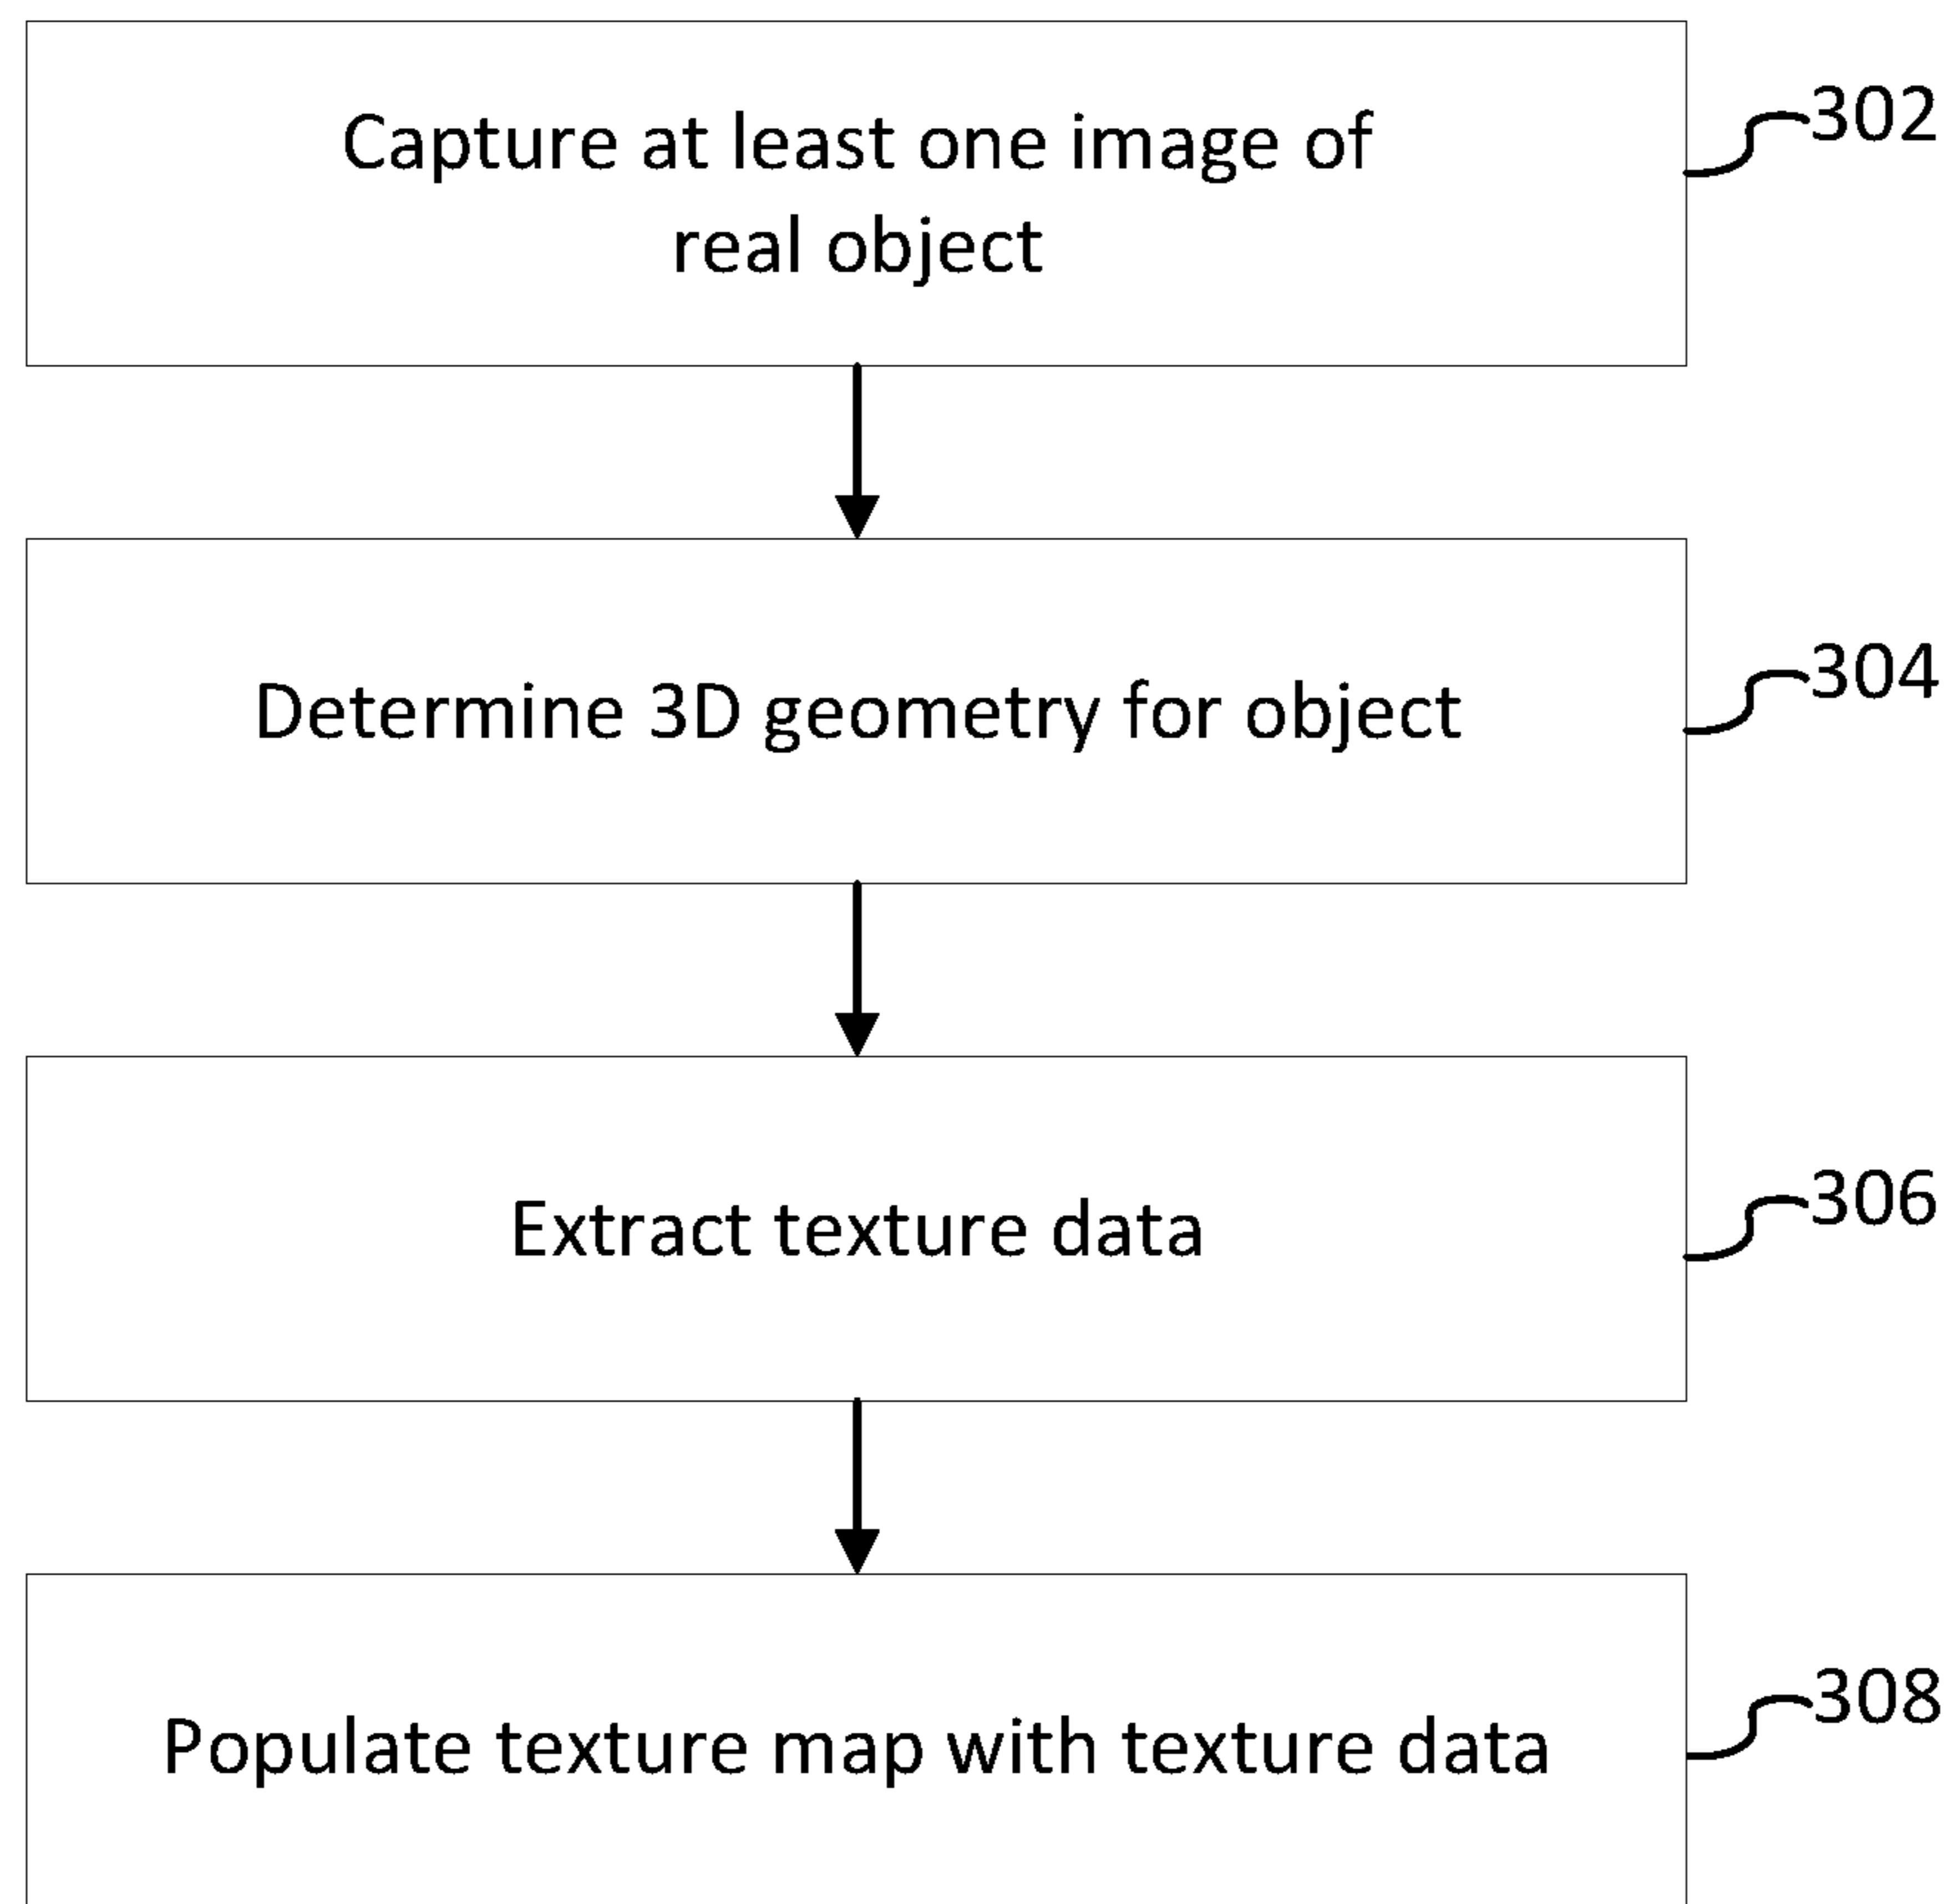 Capture at least one image of
real object
302
Determine 3D geometry for object
304
Extract texture data
306
Populate texture map with texture data
308